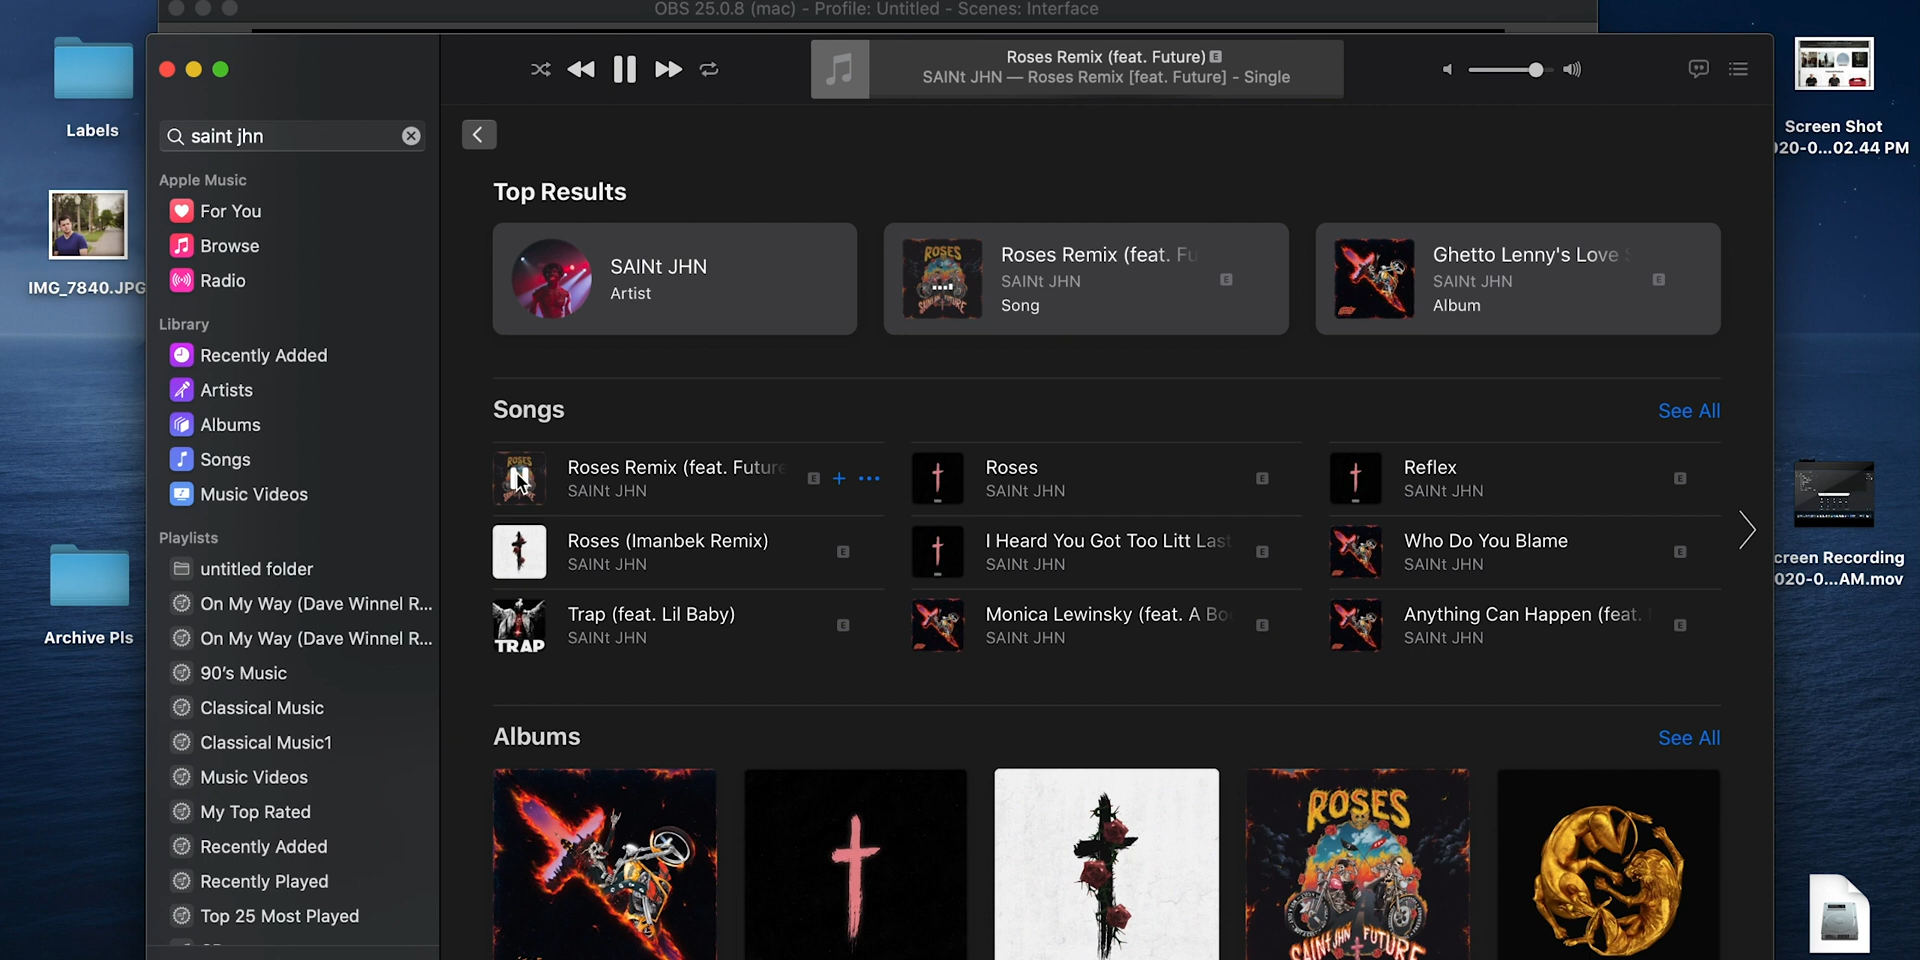 OBS 25.0.8 (mac) - Profile: Untitled - Scenes: Interface
Labels
IMG_7840.JPG
Archive Pls
Screen Shot
020-0...02.44 PM
creen Recording
020-0...AM.mov
saint jhn
Apple Music
For You
Browse
Radio
Library
Recently Added
Artists
Albums
Songs
Music Videos
Playlists
untitled folder
On My Way (Dave Winnel R...
On My Way (Dave Winnel R...
90's Music
Classical Music
Classical Music1
Music Videos
My Top Rated
Recently Added
Recently Played
Top 25 Most Played
Roses Remix (feat. Future) E
SAINt JHN — Roses Remix [feat. Future] - Single
Top Results
SAINt JHN
Artist
ROSES
Roses Remix (feat. Fu
SAINt JHN E
Song
Ghetto Lenny's Love S
SAINt JHN E
Album
Songs
See All
Roses Remix (feat. Future E + ...
SAINt JHN
Roses E
SAINt JHN
Reflex E
SAINt JHN
Roses (Imanbek Remix) E
SAINt JHN
I Heard You Got Too Litt Last E
SAINt JHN
Who Do You Blame E
SAINt JHN
TRAP
Trap (feat. Lil Baby) E
SAINt JHN
Monica Lewinsky (feat. A Bo E
SAINt JHN
Anything Can Happen (feat. E
SAINt JHN
Albums
See All
ROSES
SAINt JHN FUTURE